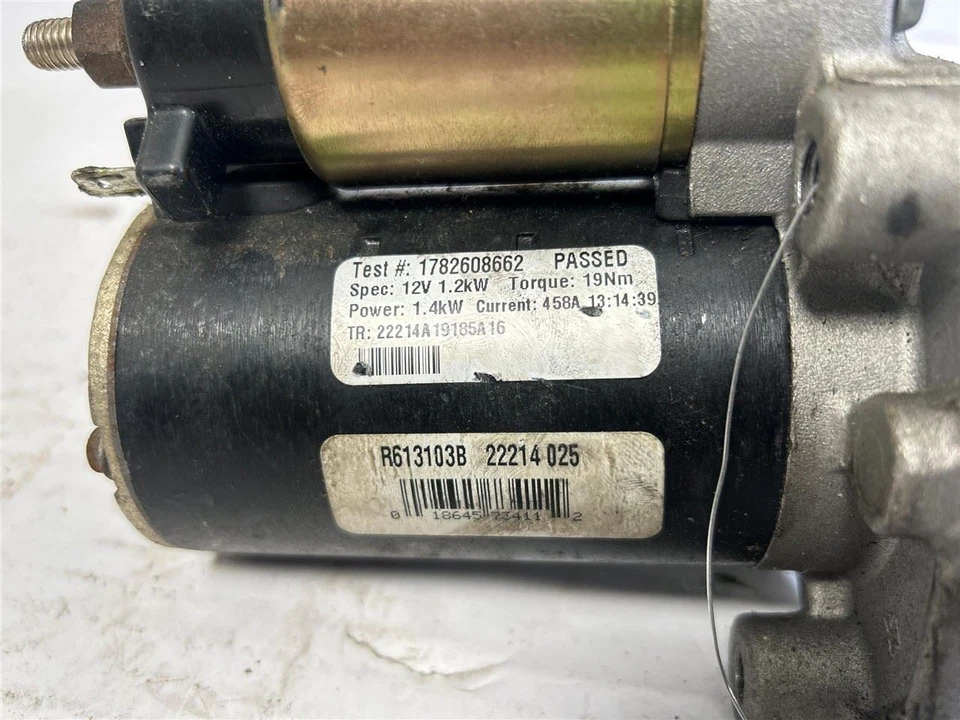 Test #: 1782608662 PASSED
Spec: 12V 1.2kW Torque: 19Nm
Power: 1.4kW Current: 458A 13:14:39
TR: 22214A19185A16
R613103B 22214 025
0 18645 73411 2